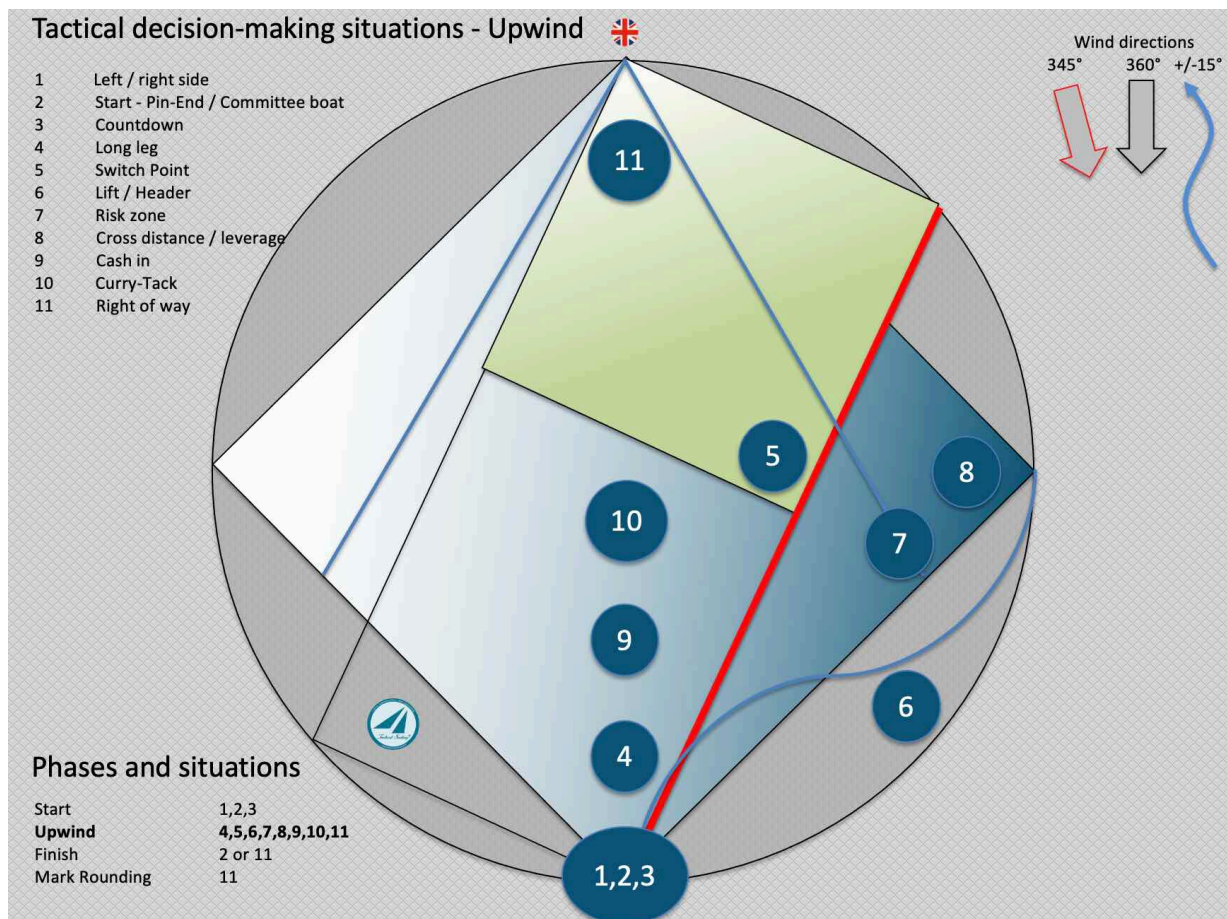 Tactical decision-making situations - Upwind
Wind directions
345° 360° +/-15°
1 Left / right side
2 Start - Pin-End / Committee boat
3 Countdown
4 Long leg
5 Switch Point
6 Lift / Header
7 Risk zone
8 Cross distance / leverage
9 Cash in
10 Curry-Tack
11 Right of way
11
5
8
10
7
9
6
4
Phases and situations
Start 1,2,3
Upwind 4,5,6,7,8,9,10,11
Finish 2 or 11
Mark Rounding 11
1,2,3